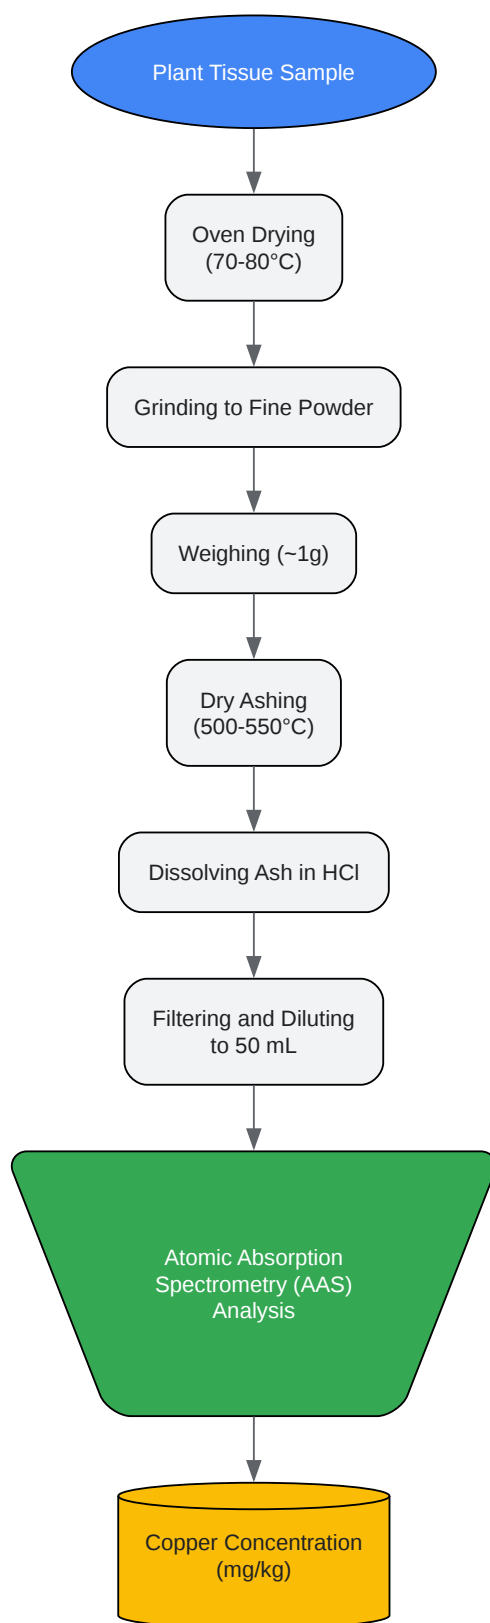 Plant Tissue Sample
Oven Drying
(70-80°C)
Grinding to Fine Powder
Weighing (~1g)
Dry Ashing
(500-550°C)
Dissolving Ash in HCl
Filtering and Diluting
to 50 mL
Atomic Absorption
Spectrometry (AAS)
Analysis
Copper Concentration
(mg/kg)